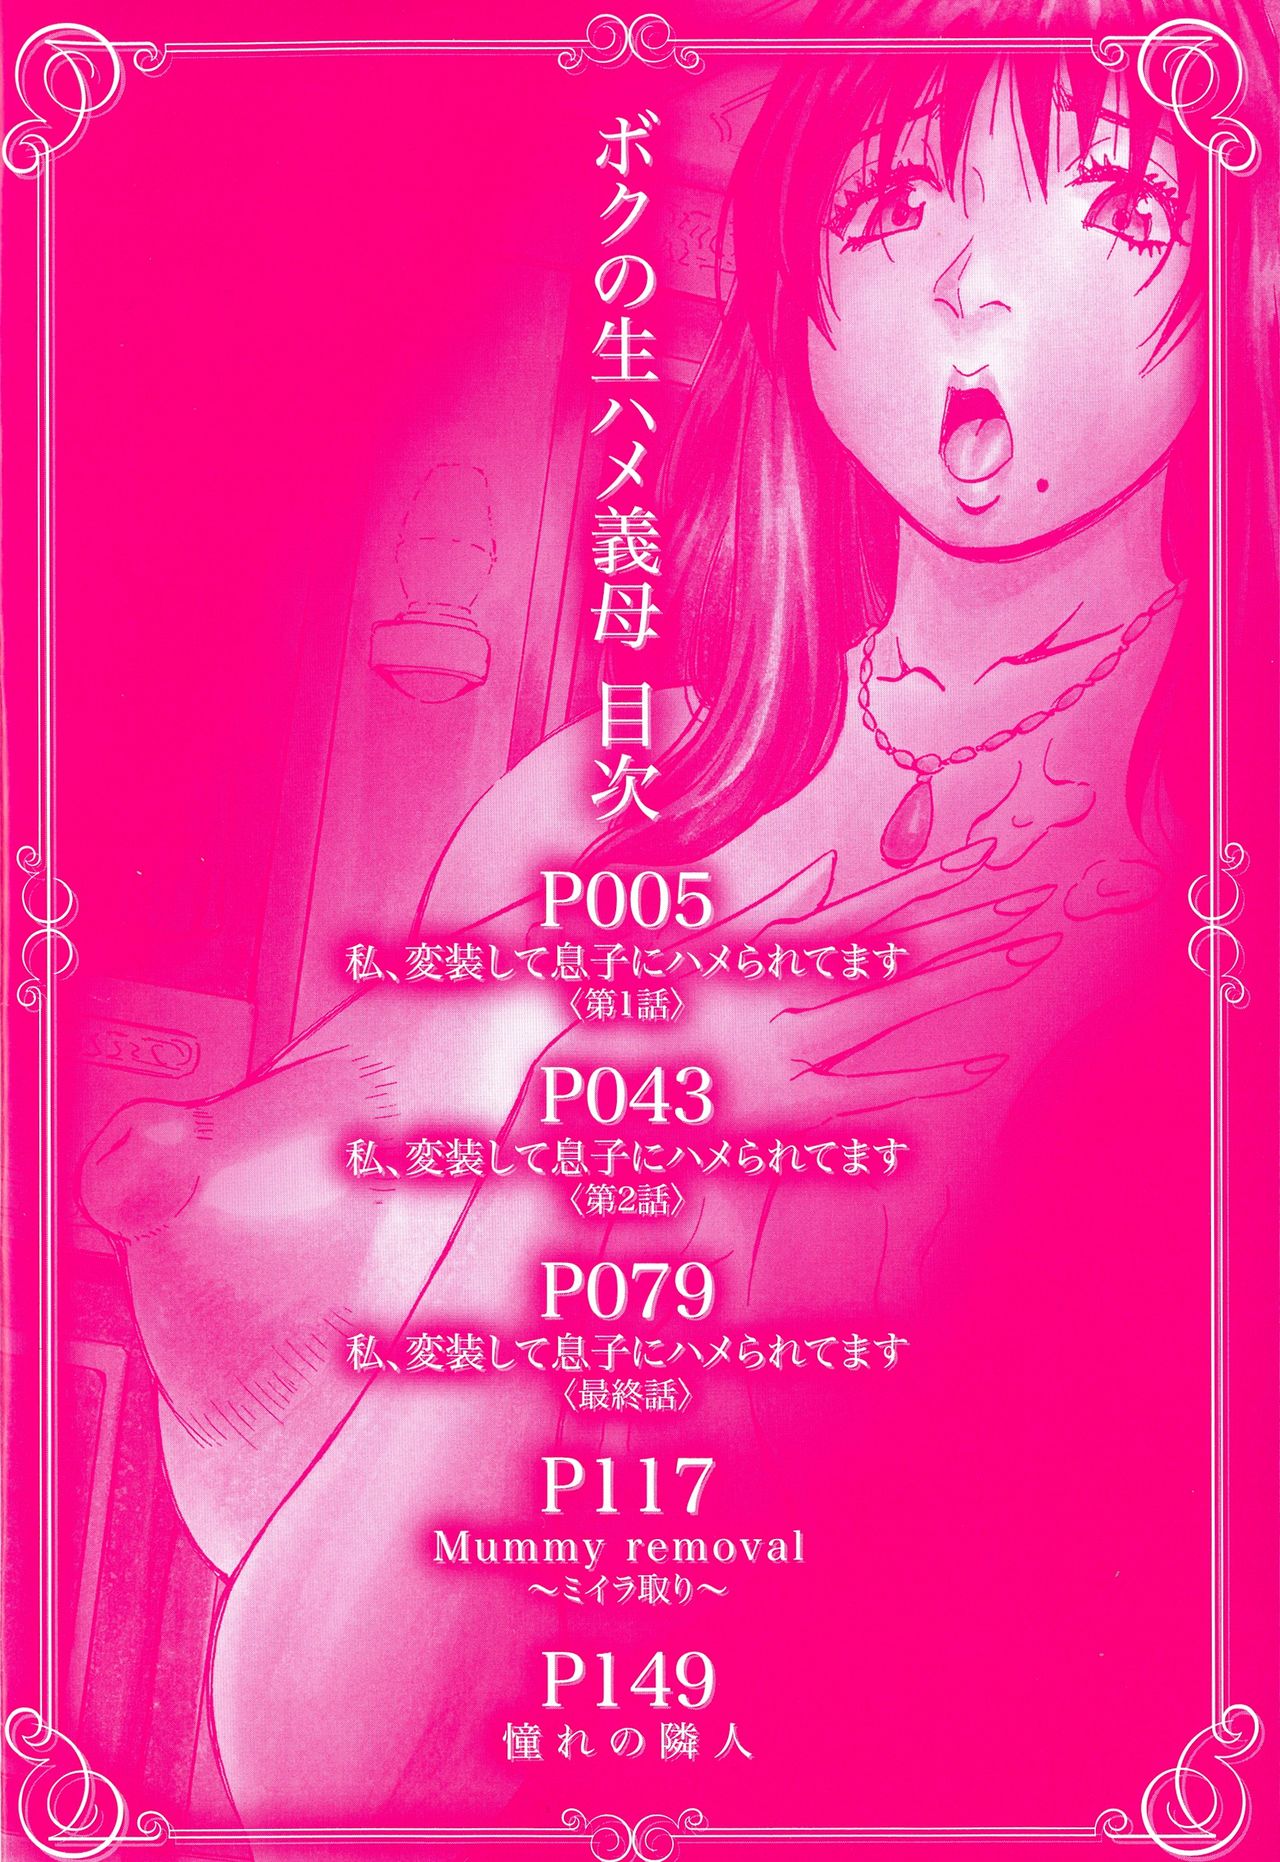 ボクの生ハメ義母 目次
P005
私、変装して息子にハメられてます
〈第1話〉
P043
私、変装して息子にハメられてます
〈第2話〉
P079
私、変装して息子にハメられてます
〈最終話〉
P117
Mummy removal
～ミイラ取り～
P149
憧れの隣人